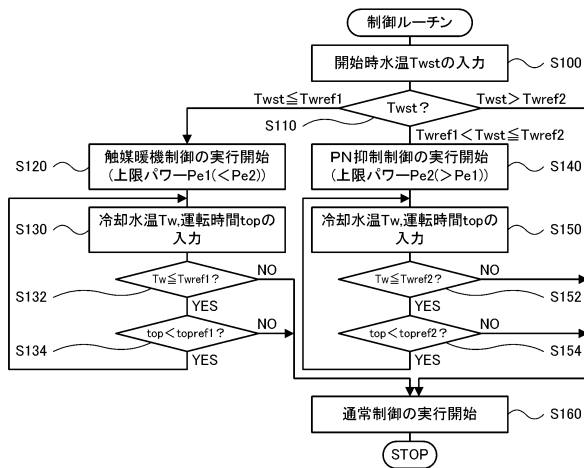 制御ルーチン
開始時水温Twstの入力
S100
Twst≦Twref1
Twst?
Twst>Twref2
S110
Twref1<Twst≦Twref2
S120
触媒暖機制御の実行開始
(上限パワーPe1(<Pe2))
PN抑制制御の実行開始
(上限パワーPe2(>Pe1))
S140
S130
冷却水温Tw,運転時間topの
入力
冷却水温Tw,運転時間topの
入力
S150
Tw≦Twref1?
NO
Tw≦Twref2?
NO
S132
YES
YES
S152
top<topref1?
NO
top<topref2?
NO
S134
YES
YES
S154
通常制御の実行開始
S160
STOP